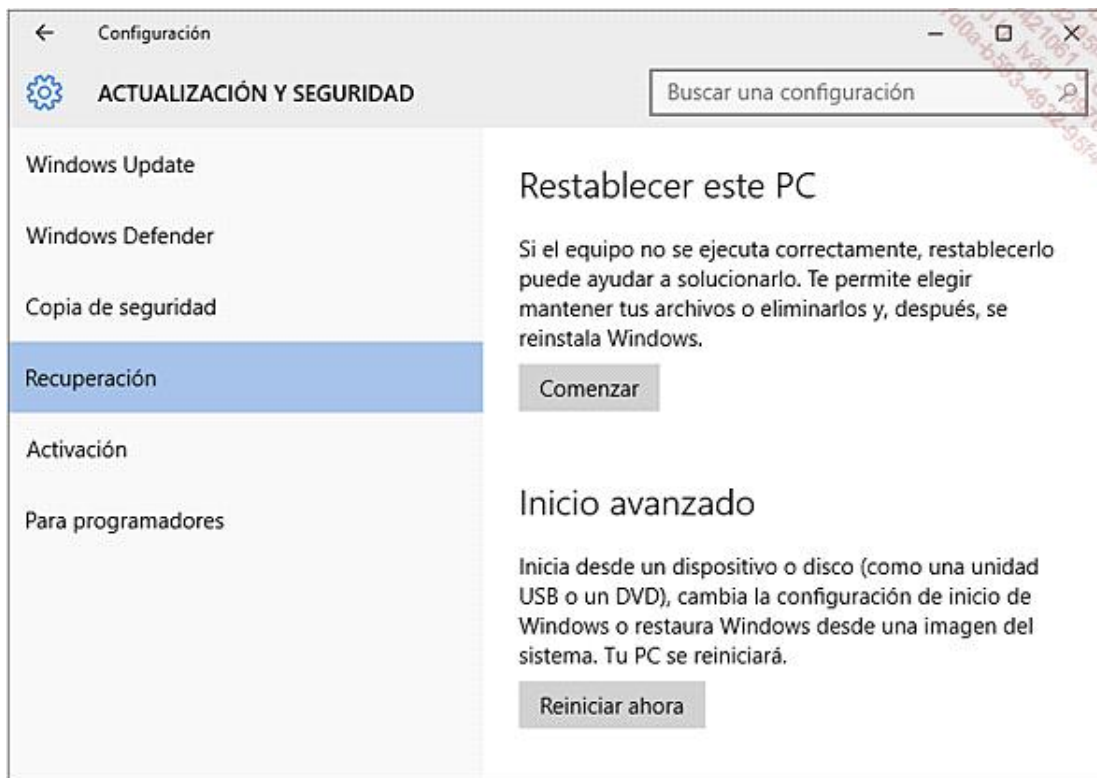 Configuración
ACTUALIZACIÓN Y SEGURIDAD
Buscar una configuración
Windows Update
Windows Defender
Copia de seguridad
Recuperación
Activación
Para programadores
Restablecer este PC
Si el equipo no se ejecuta correctamente, restablecerlo
puede ayudar a solucionarlo. Te permite elegir
mantener tus archivos o eliminarlos y, después, se
reinstala Windows.
Comenzar
Inicio avanzado
Inicia desde un dispositivo o disco (como una unidad
USB o un DVD), cambia la configuración de inicio de
Windows o restaura Windows desde una imagen del
sistema. Tu PC se reiniciará.
Reiniciar ahora